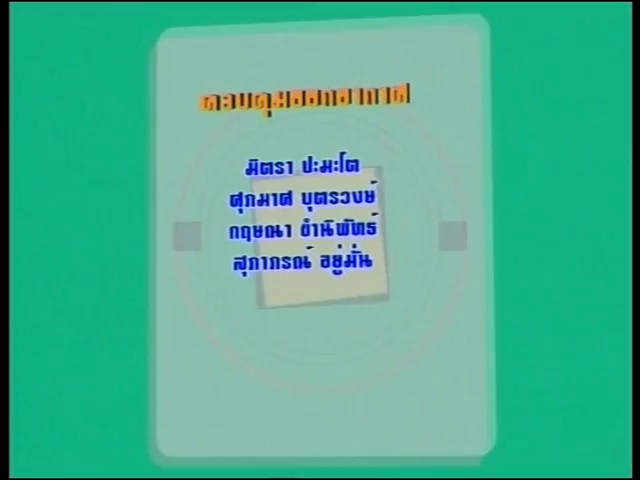 ควบคุมออกอากาศ
มิตรา ปะมะโต
ศุภมาศ บุตรวงษ์
กฤษณา ขำนิพัทธ์
สุภาภรณ์ อยู่มั่น